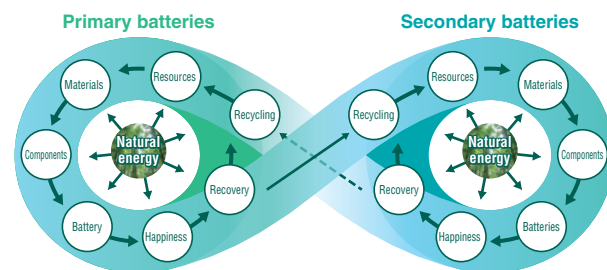 Primary batteries
Resources
Materials
Recycling
Natural
energy
Components
Recovery
Battery
Happiness
Secondary batteries
Resources
Materials
Recycling
Natural
energy
Components
Recovery
Batteries
Happiness